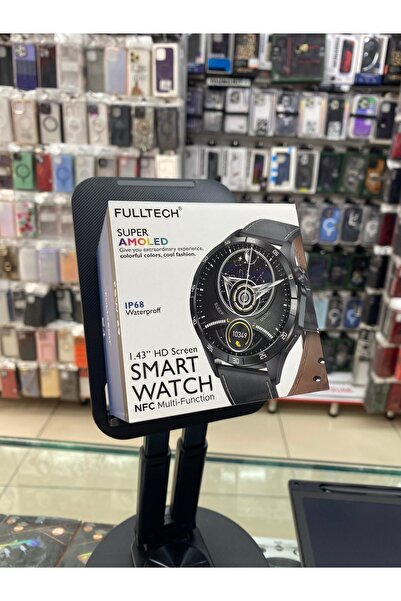 FULLTECH®
SUPER
AMOLED
Give you extraordinary experience,
colorful colors, cool fashion.
IP68
Waterproff
10349
1.43" HD Screen
SMART
WATCH
NFC Multi-Function